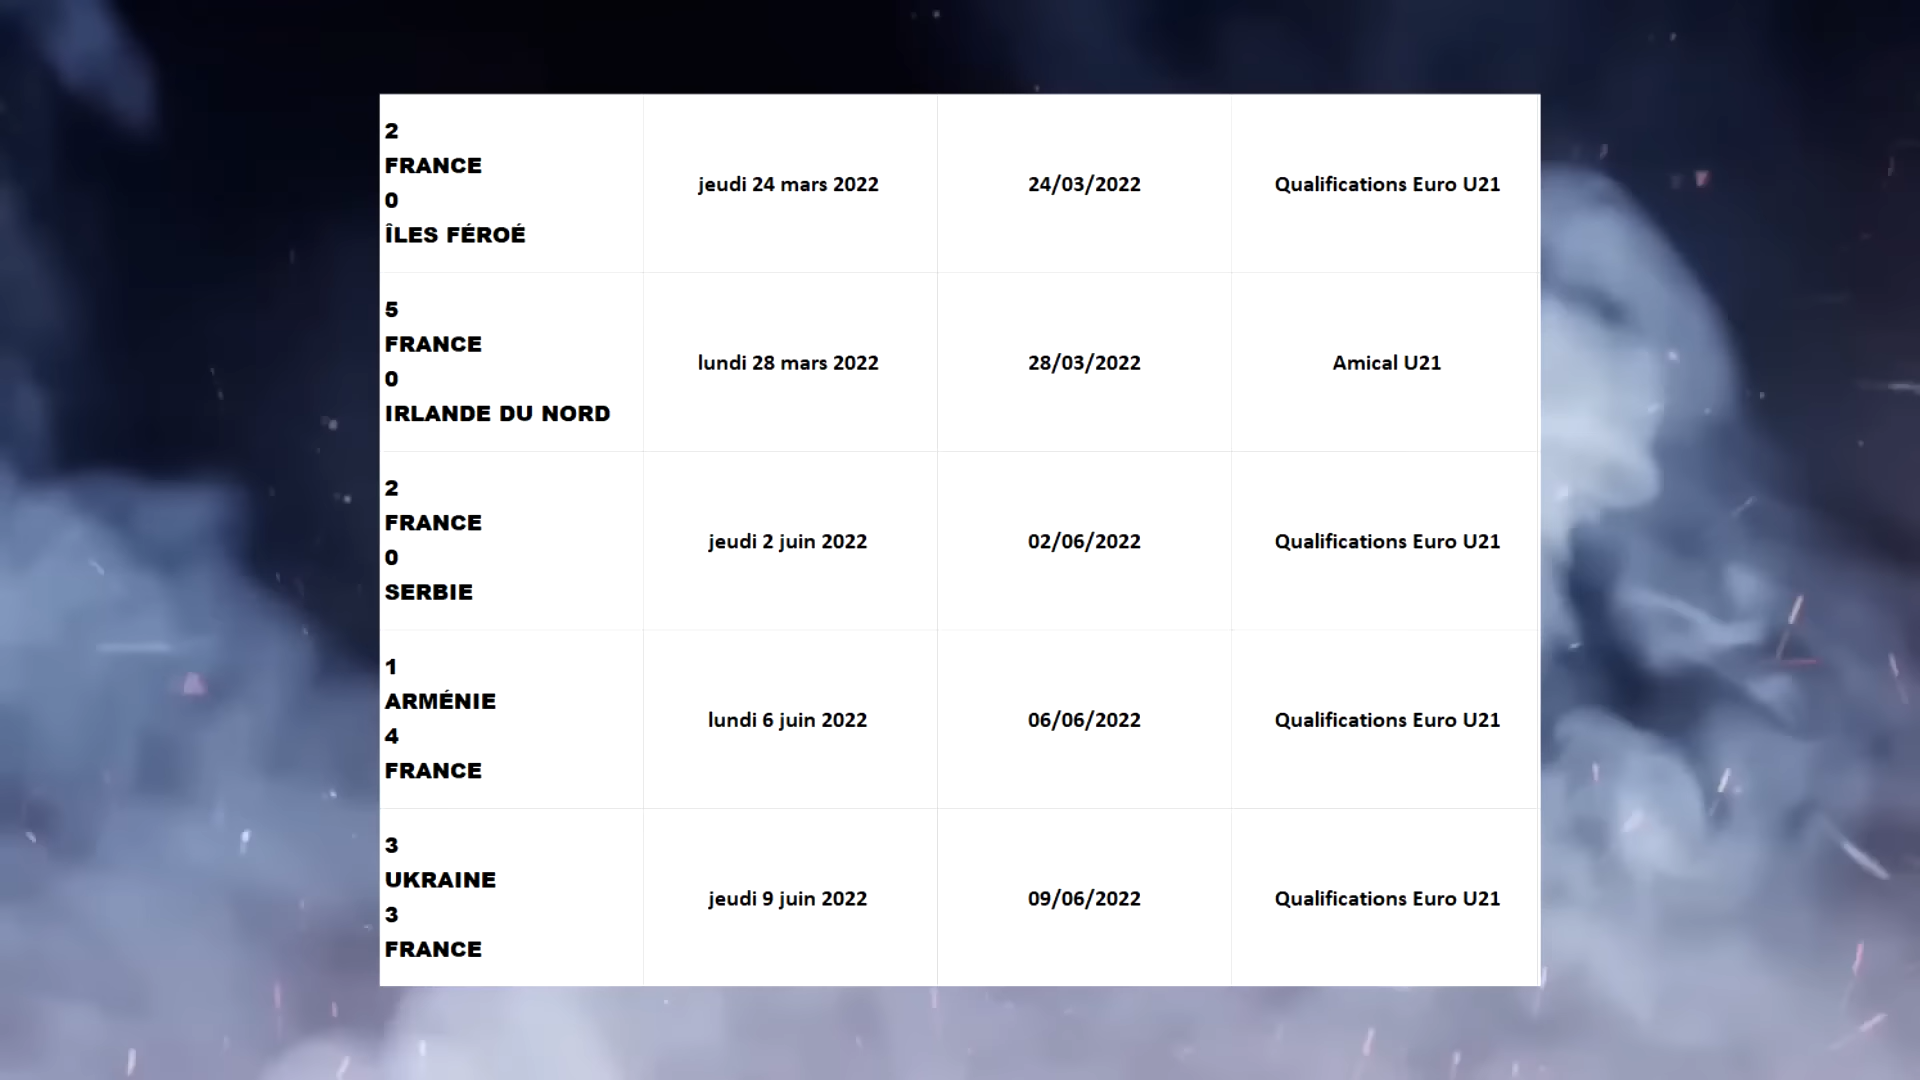 2
FRANCE
0
ÎLES FÉROÉ
jeudi 24 mars 2022
24/03/2022
Qualifications Euro U21
5
FRANCE
0
IRLANDE DU NORD
lundi 28 mars 2022
28/03/2022
Amical U21
2
FRANCE
0
SERBIE
jeudi 2 juin 2022
02/06/2022
Qualifications Euro U21
1
ARMÉNIE
4
FRANCE
lundi 6 juin 2022
06/06/2022
Qualifications Euro U21
3
UKRAINE
3
FRANCE
jeudi 9 juin 2022
09/06/2022
Qualifications Euro U21